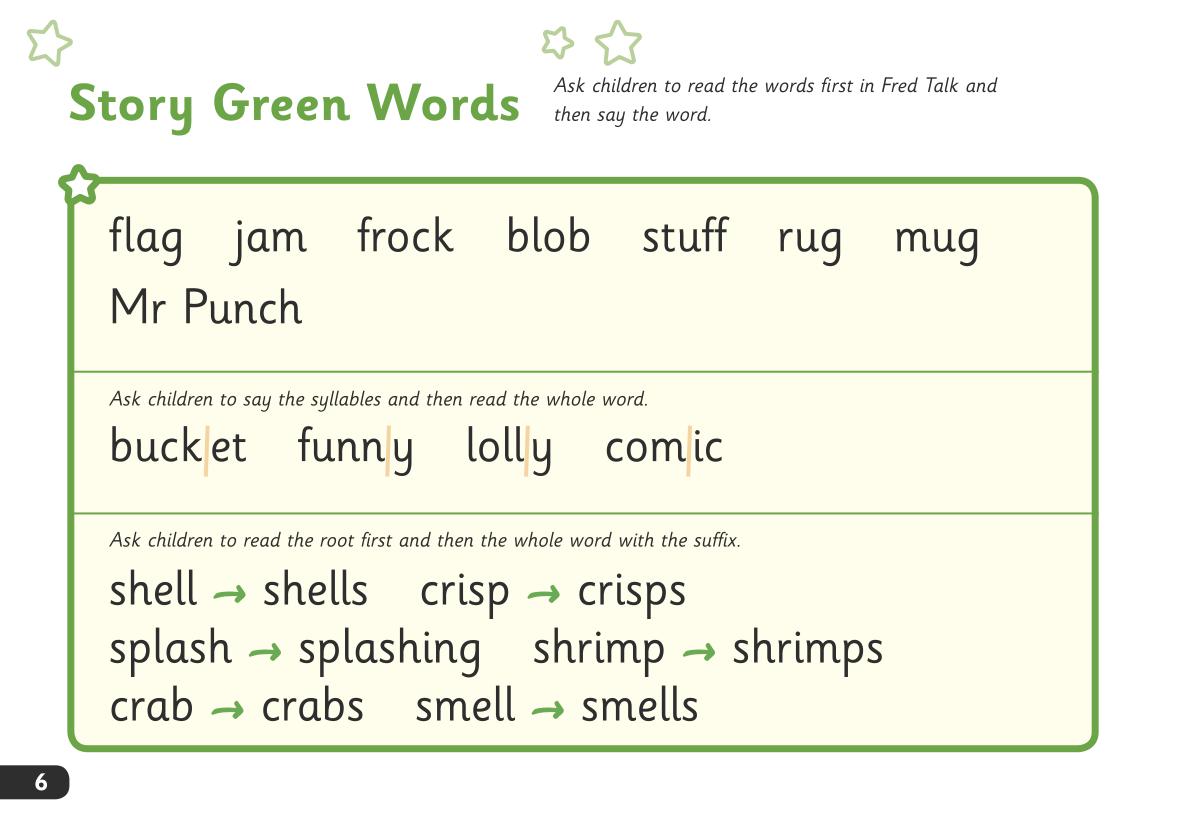 Story Green Words
Ask children to read the words first in Fred Talk and
then say the word.
flag jam frock blob stuff rug mug
Mr Punch
Ask children to say the syllables and then read the whole word.
buck|et funn|y loll|y com|ic
Ask children to read the root first and then the whole word with the suffix.
shell → shells crisp → crisps
splash → splashing shrimp → shrimps
crab → crabs smell → smells
6